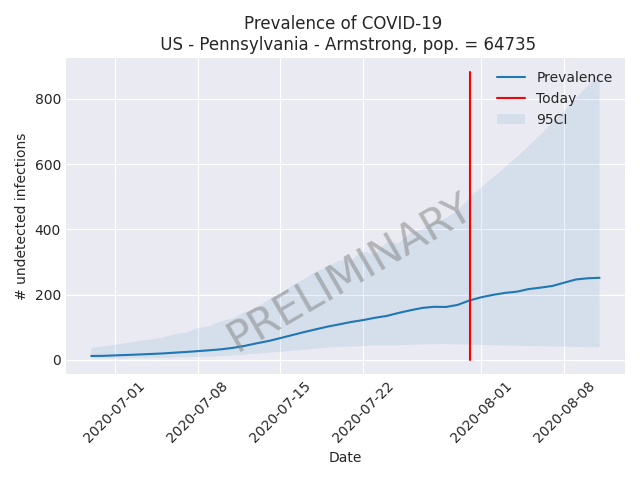 Prevalence of COVID-19
US - Pennsylvania - Armstrong, pop. = 64735
Prevalence
Today
95CI
800
600
400
200
0
# undetected infections
PRELIMINARY
2020-07-01
2020-07-08
2020-07-15
2020-07-22
2020-08-01
2020-08-08
Date